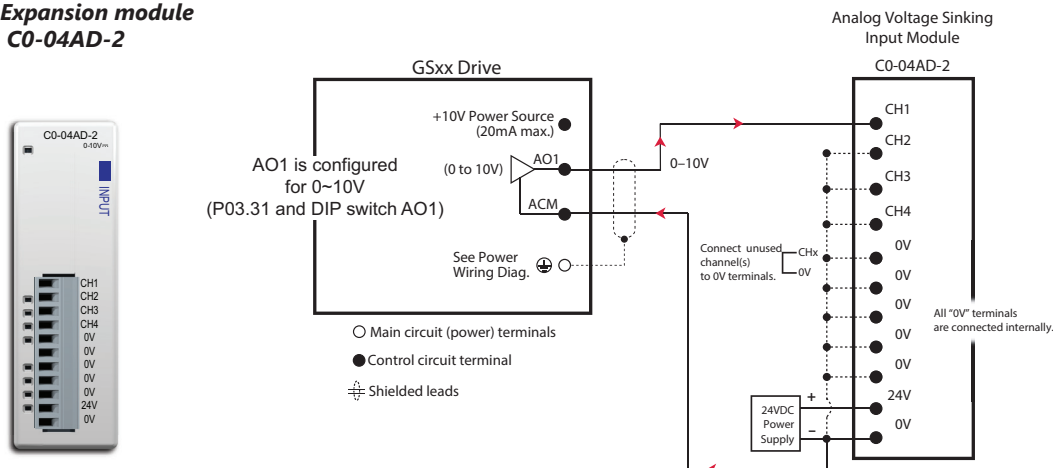 Expansion module
C0-04AD-2
C0-04AD-2
0-10V
INPUT
CH1
CH2
CH3
CH4
0V
0V
0V
0V
0V
24V
0V
GSxx Drive
+10V Power Source
(20mA max.)
AO1 is configured
for 0~10V
(P03.31 and DIP switch AO1)
(0 to 10V)
AO1
ACM
See Power
Wiring Diag.
0–10V
Main circuit (power) terminals
Control circuit terminal
Shielded leads
Analog Voltage Sinking
Input Module
C0-04AD-2
CH1
CH2
CH3
CH4
0V
0V
0V
0V
0V
24V
0V
Connect unused
channel(s)
to 0V terminals.
CHx
0V
All “0V” terminals
are connected internally.
24VDC
Power
Supply
+
–